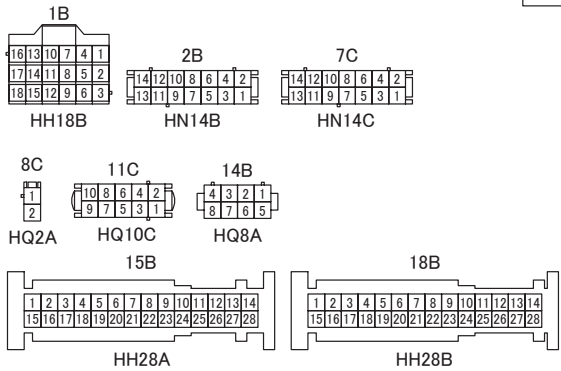 1B
16 13 10 7 4 1
17 14 11 8 5 2
18 15 12 9 6 3
HH18B
2B
14 12 10 8 6 4 2
13 11 9 7 5 3 1
HN14B
7C
14 12 10 8 6 4 2
13 11 9 7 5 3 1
HN14C
8C
1
2
HQ2A
11C
10 8 6 4 2
9 7 5 3 1
HQ10C
14B
4 3 2 1
8 7 6 5
HQ8A
15B
1 2 3 4 5 6 7 8 9 10 11 12 13 14
15 16 17 18 19 20 21 22 23 24 25 26 27 28
HH28A
18B
1 2 3 4 5 6 7 8 9 10 11 12 13 14
15 16 17 18 19 20 21 22 23 24 25 26 27 28
HH28B